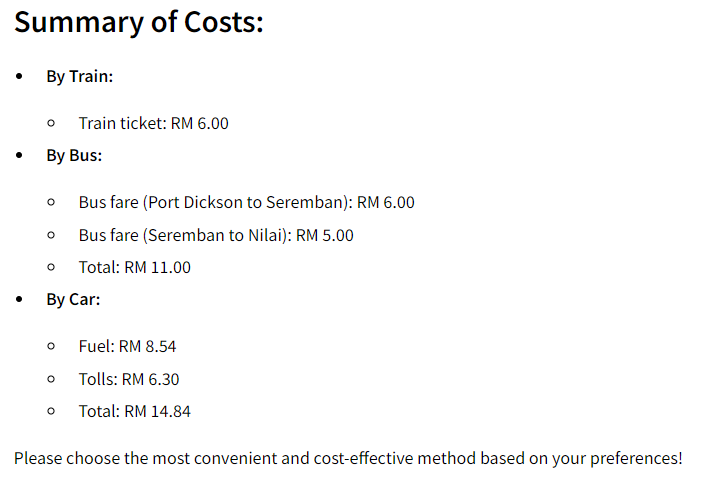 Summary of Costs:
By Train:
Train ticket: RM 6.00
By Bus:
Bus fare (Port Dickson to Seremban): RM 6.00
Bus fare (Seremban to Nilai): RM 5.00
Total: RM 11.00
By Car:
Fuel: RM 8.54
Tolls: RM 6.30
Total: RM 14.84
Please choose the most convenient and cost-effective method based on your preferences!